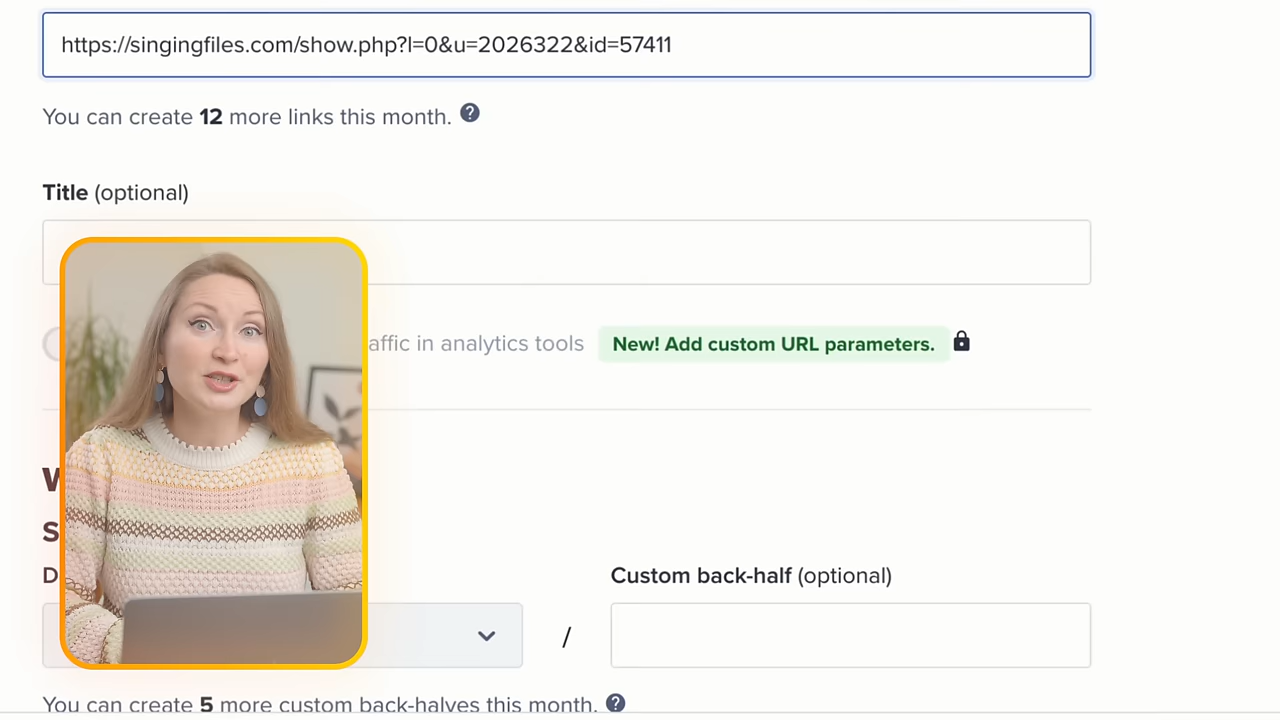 https://singingfiles.com/show.php?l=0&u=2026322&id=57411
You can create 12 more links this month. ?
Title (optional)
affic in analytics tools New! Add custom URL parameters.
W
S
D Custom back-half (optional)
/
You can create 5 more custom back-halves this month. ?